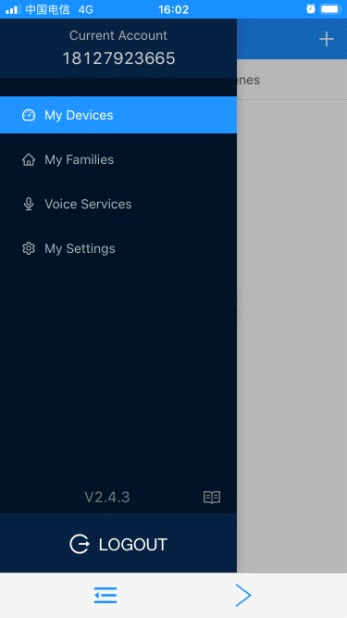 中国电信 4G 16:02
Current Account
18127923665
enes
My Devices
My Families
Voice Services
My Settings
V2.4.3
LOGOUT